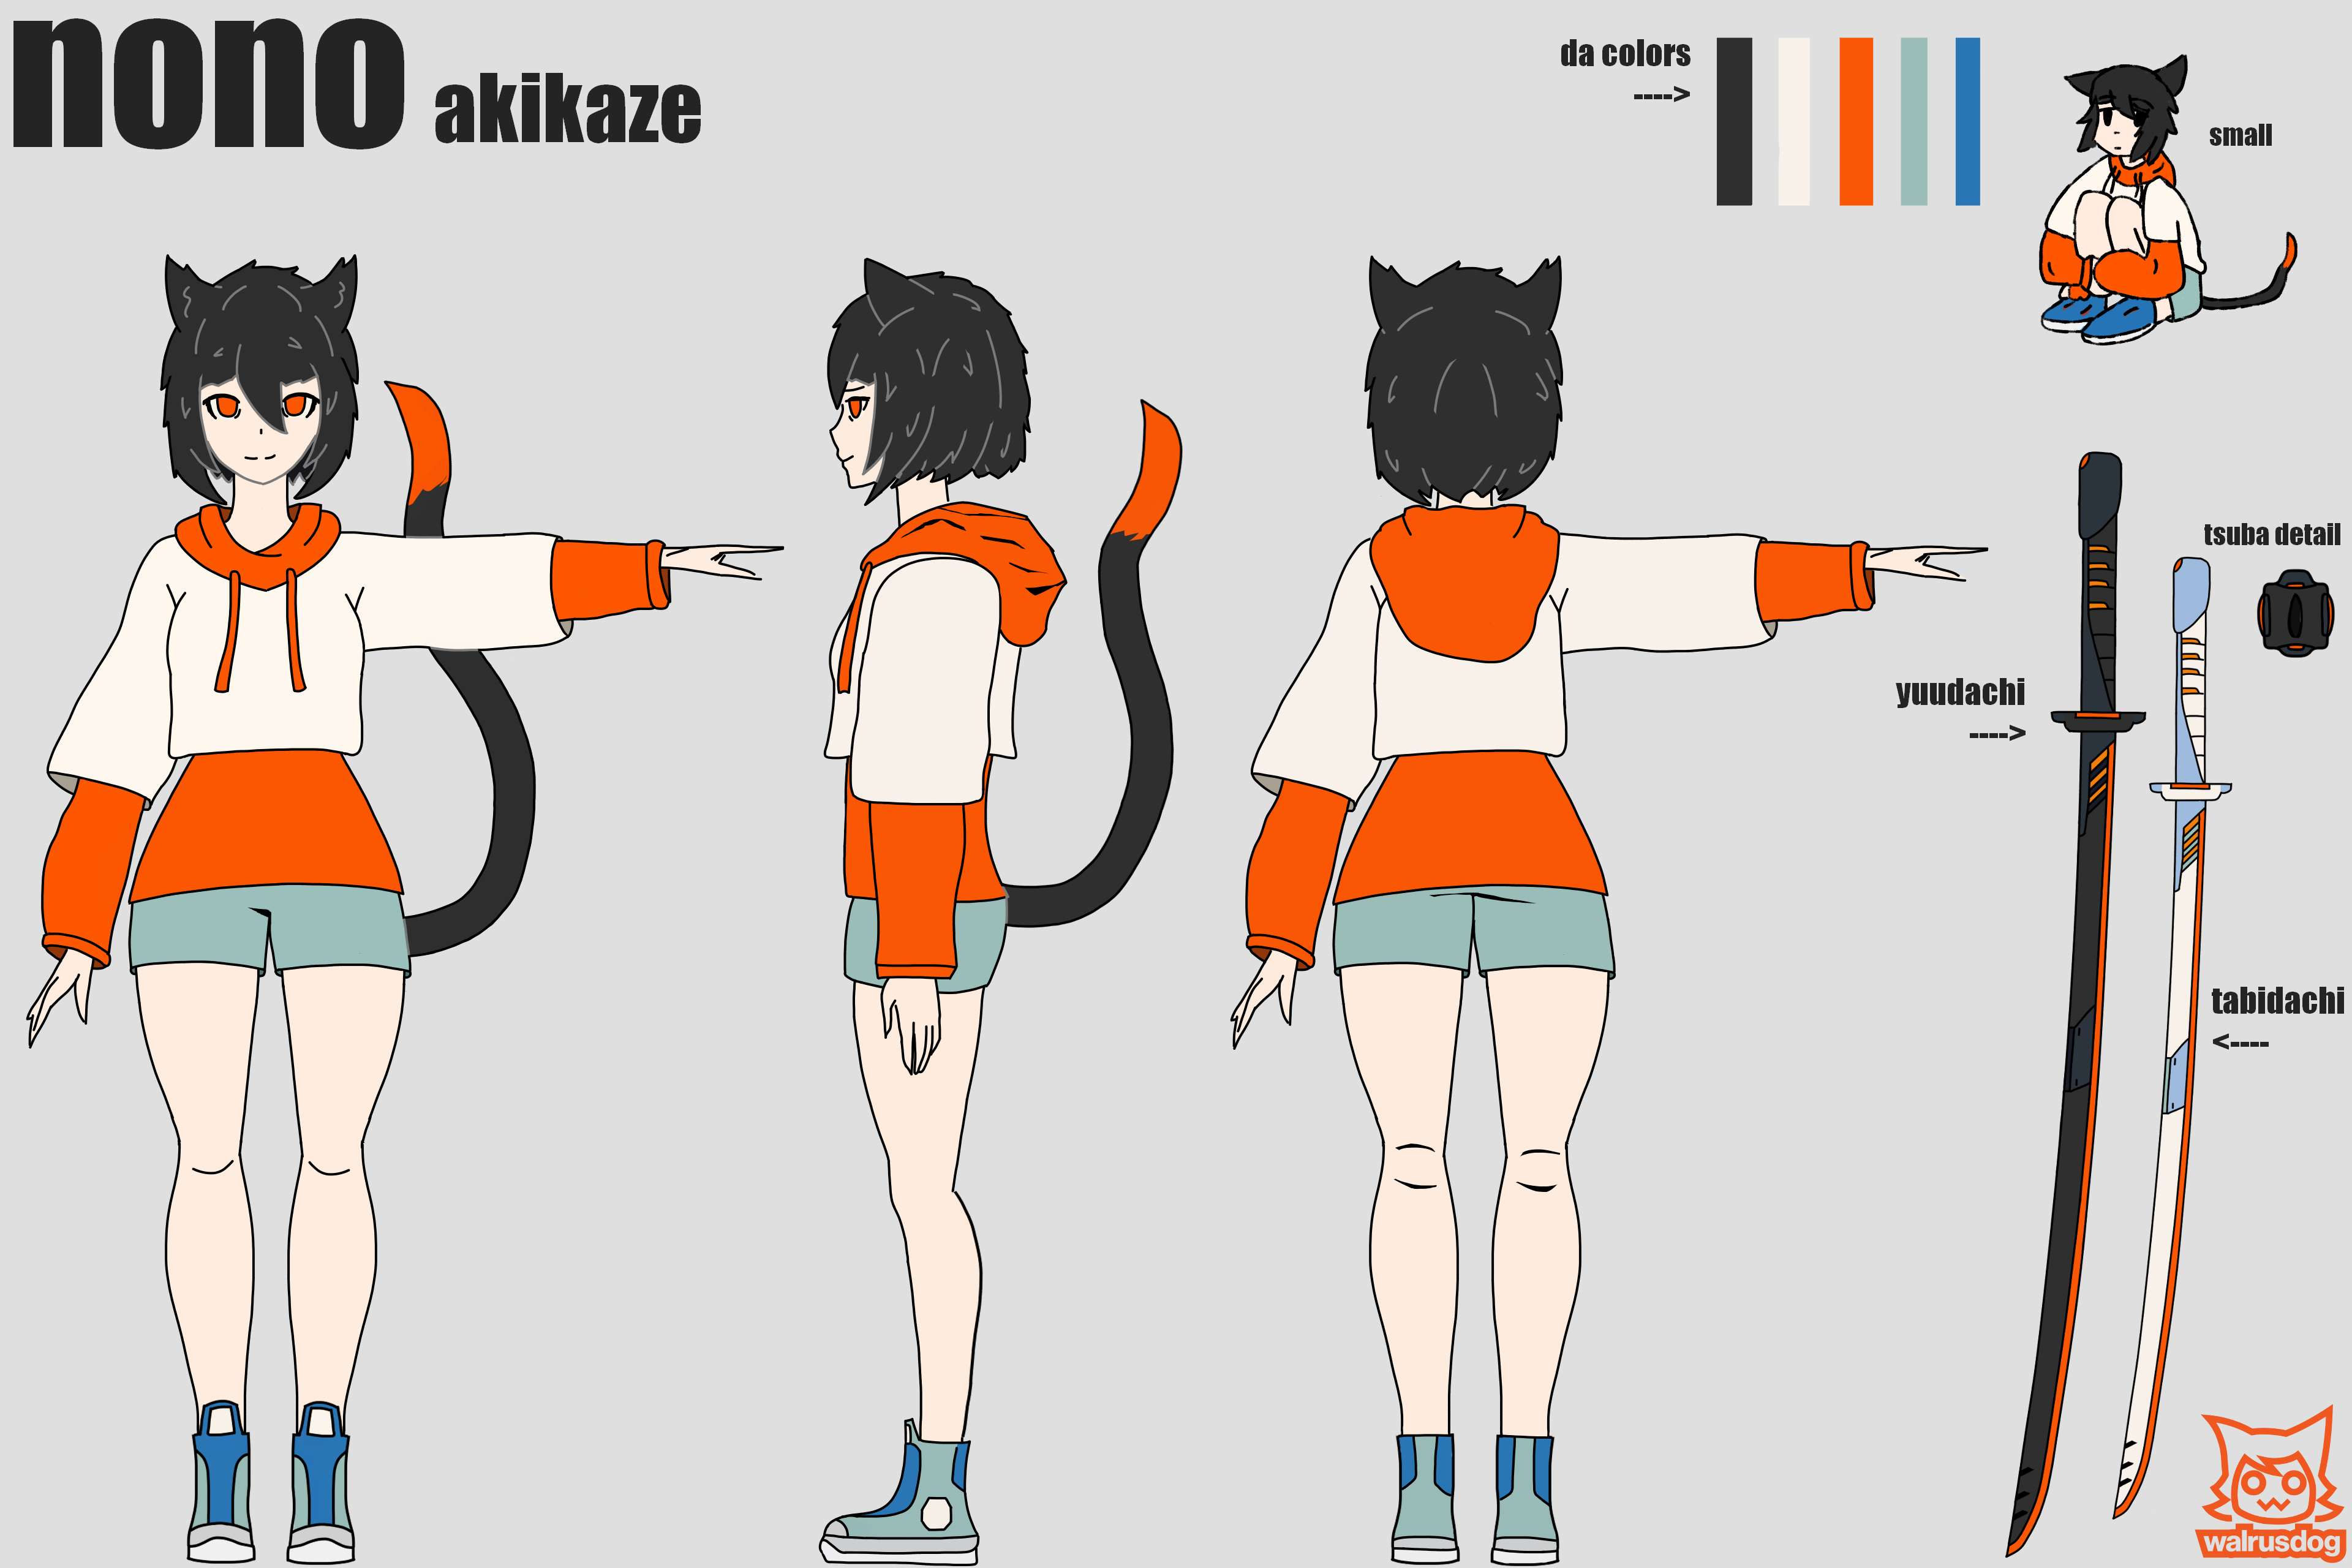 nono
akikaze
da colors
---->
small
tsuba detail
yuudachi
---->
tabidachi
<----
walrusdog